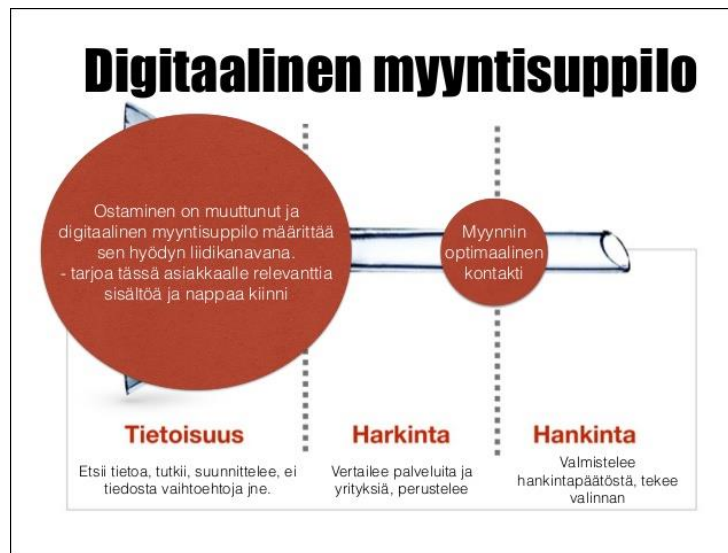 Digitaalinen myyntisuppilo
Ostaminen on muuttunut ja
digitaalinen myyntisuppilo määrittää
sen hyödyn liidikanavana.
- tarjoa tässä asiakkaalle relevanttia
sisältöä ja nappaa kiinni
Myynnin
optimaalinen
kontakti
Tietoisuus
Etsii tietoa, tutkii, suunnittelee, ei
tiedosta vaihtoehtoja jne.
Harkinta
Vertailee palveluita ja
yrityksiä, perustelee
Hankinta
Valmistelee
hankintapäätöstä, tekee
valinnan